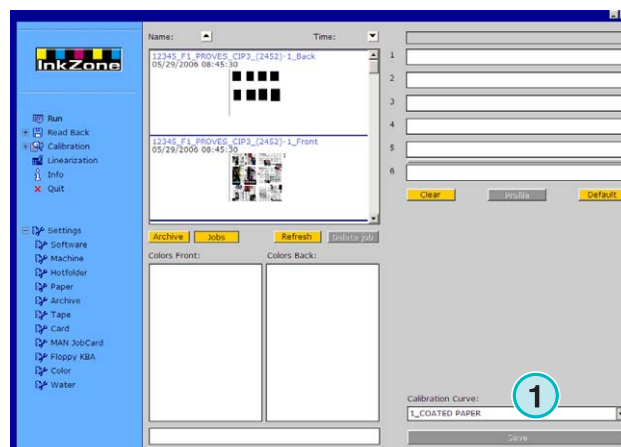 InkZone
Run
Read Back
Calibration
Linearization
Info
Quit
Settings
Software
Machine
Hotfolder
Paper
Archive
Tape
Card
MAN JobCard
Floppy KBA
Color
Water
Name:
Time:
12345_F1_PROVES_CIP3_(2452)-1_Back
05/29/2006 08:45:30
12345_F1_PROVES_CIP3_(2452)-1_Front
05/29/2006 08:45:30
Archive
Jobs
Refresh
Delete job
Colors Front:
Colors Back:
1
2
3
4
5
6
Clear
Profile
Default
1
Calibration Curve:
1_COATED PAPER
Save